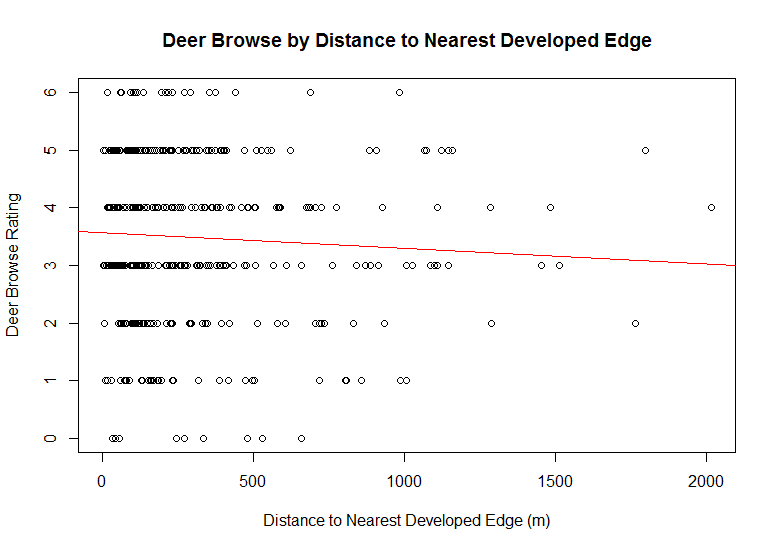 Deer Browse by Distance to Nearest Developed Edge
Deer Browse Rating
6
5
4
3
2
1
0
0 500 1000 1500 2000
Distance to Nearest Developed Edge (m)